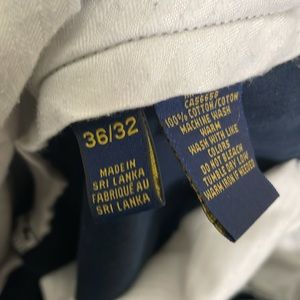 36/32
MADE IN
SRI LANKA
FABRIQUÉ AU
SRI LANKA
100% COTTON/COTON
MACHINE WASH
WARM
WASH WITH LIKE
COLORS
DO NOT BLEACH
TUMBLE DRY LOW
WARM IRON IF NEEDED